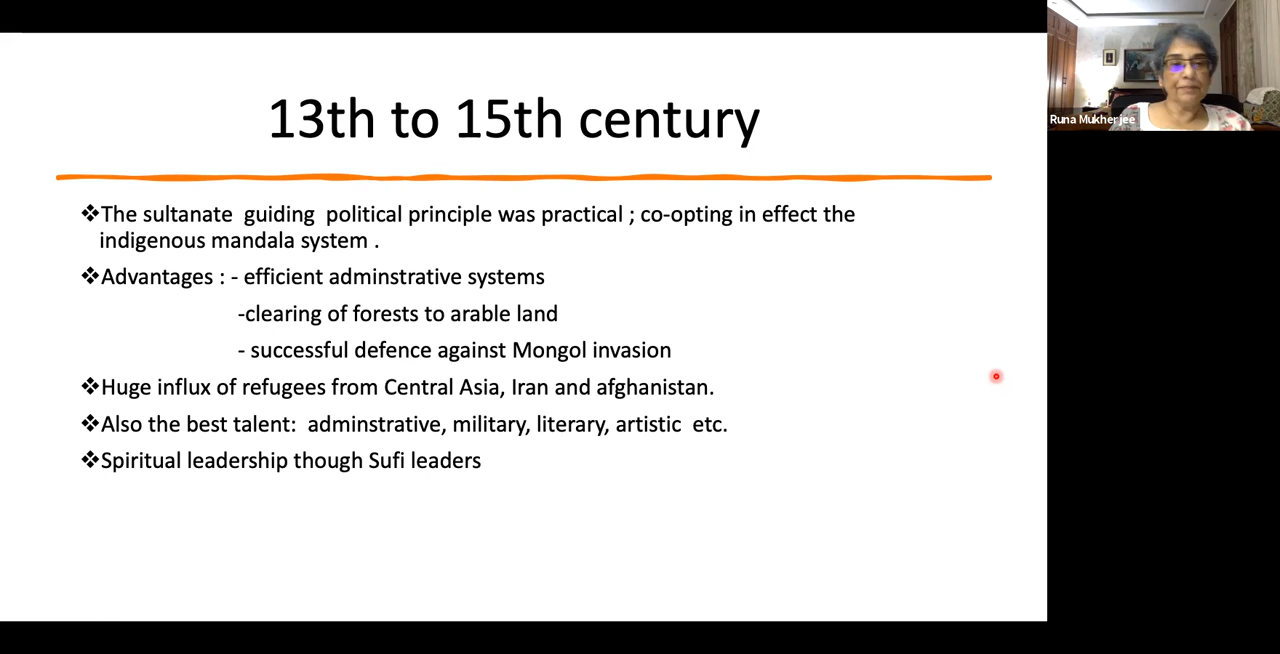 13th to 15th century
❖The sultanate guiding political principle was practical ; co-opting in effect the
indigenous mandala system .
❖Advantages : - efficient adminstrative systems
-clearing of forests to arable land
- successful defence against Mongol invasion
❖Huge influx of refugees from Central Asia, Iran and afghanistan.
❖Also the best talent: adminstrative, military, literary, artistic etc.
❖Spiritual leadership though Sufi leaders
Runa Mukherjee